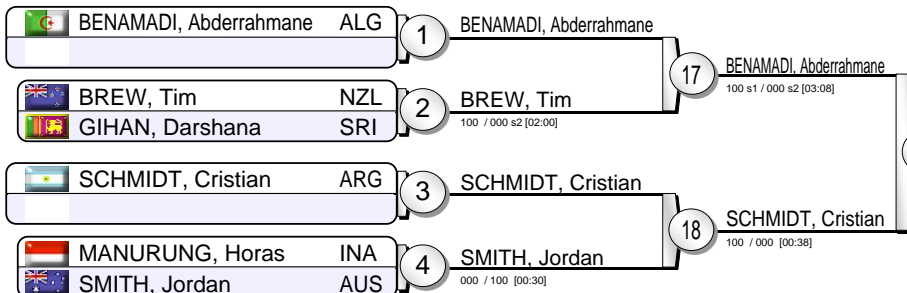 BENAMADI, Abderrahmane ALG
1
BENAMADI, Abderrahmane
17
BENAMADI, Abderrahmane
100 s1 / 000 s2 [03:08]
BREW, Tim NZL
GIHAN, Darshana SRI
2
BREW, Tim
100 / 000 s2 [02:00]
SCHMIDT, Cristian ARG
3
SCHMIDT, Cristian
18
SCHMIDT, Cristian
100 / 000 [00:38]
MANURUNG, Horas INA
SMITH, Jordan AUS
4
SMITH, Jordan
000 / 100 [00:30]